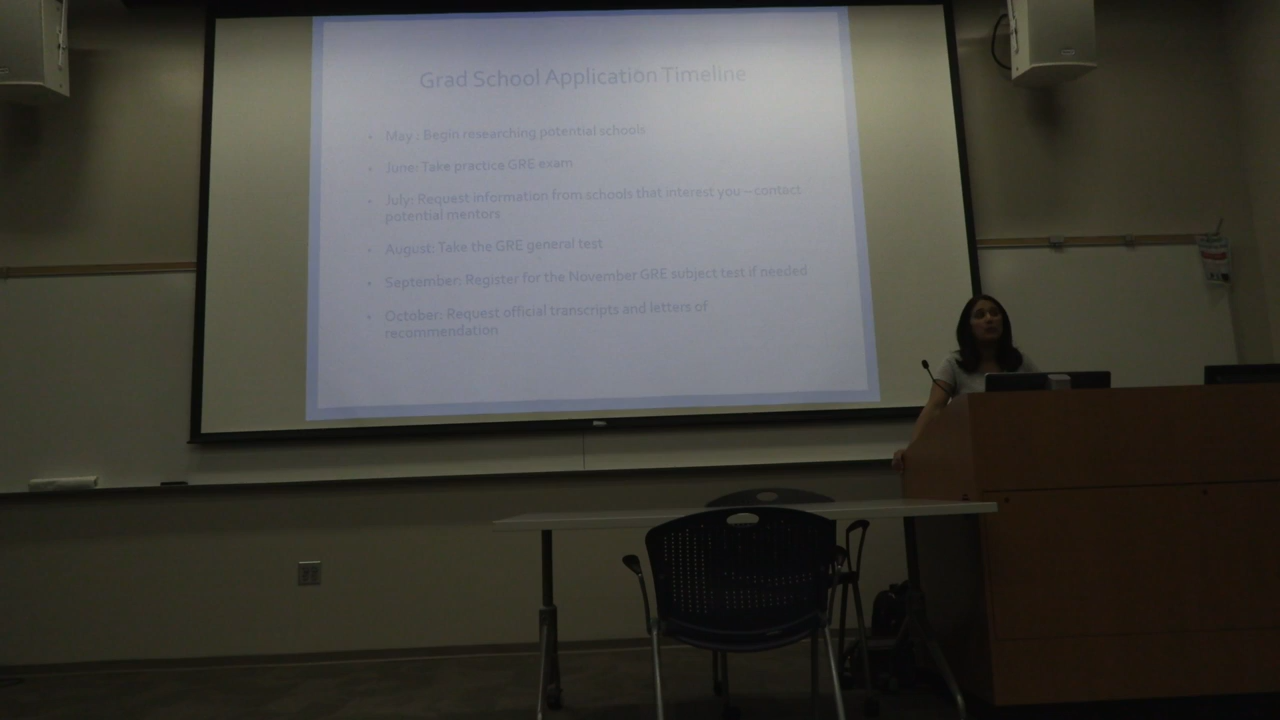 Grad School Application Timeline
• May : Begin researching potential schools
• June: Take practice GRE exam
• July: Request information from schools that interest you – contact
potential mentors
• August: Take the GRE general test
• September: Register for the November GRE subject test if needed
• October: Request official transcripts and letters of
recommendation